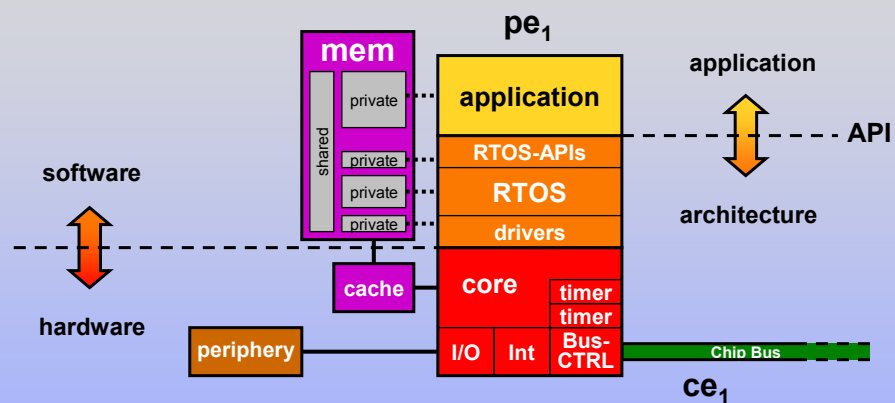 pe1
mem
shared
private
private
private
private
application
RTOS-APIs
RTOS
drivers
application
API
architecture
software
hardware
cache
core
timer
timer
periphery
I/O
Int
Bus-
CTRL
Chip Bus
ce1